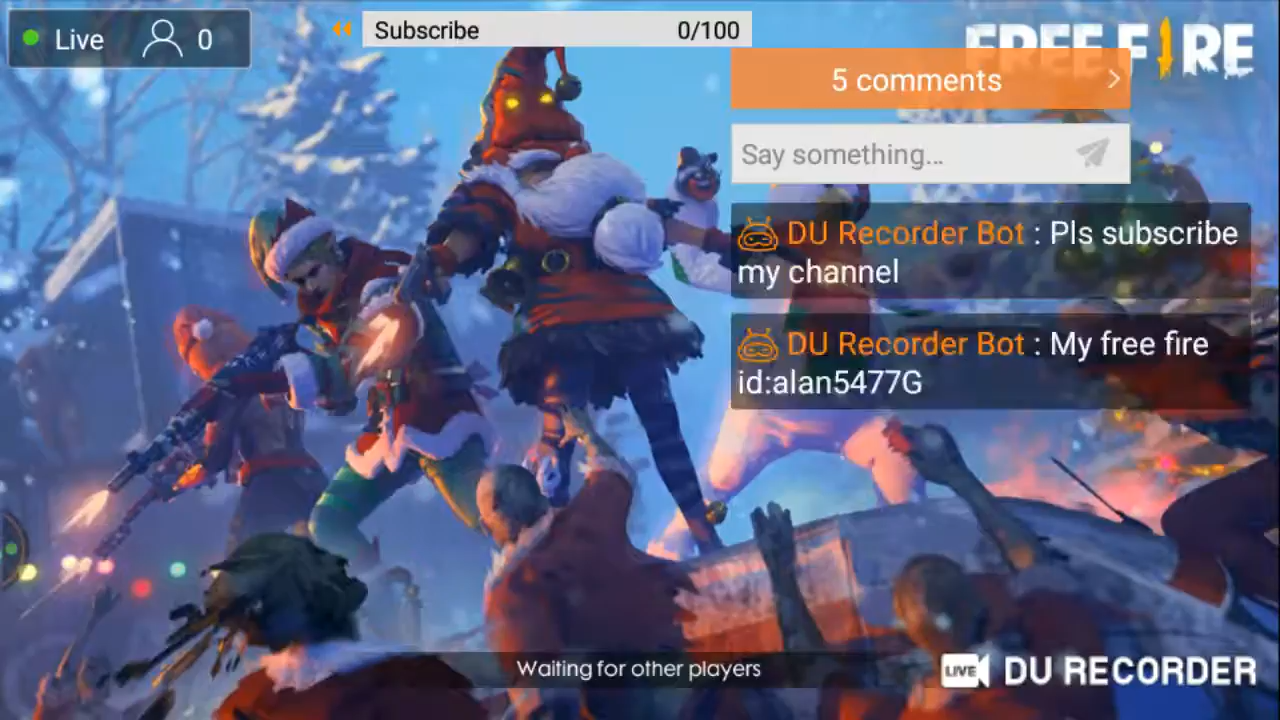 Live 0
Subscribe 0/100
FREE FIRE
5 comments
Say something...
DU Recorder Bot : Pls subscribe
my channel
DU Recorder Bot : My free fire
id:alan5477G
Waiting for other players
LIVE DU RECORDER